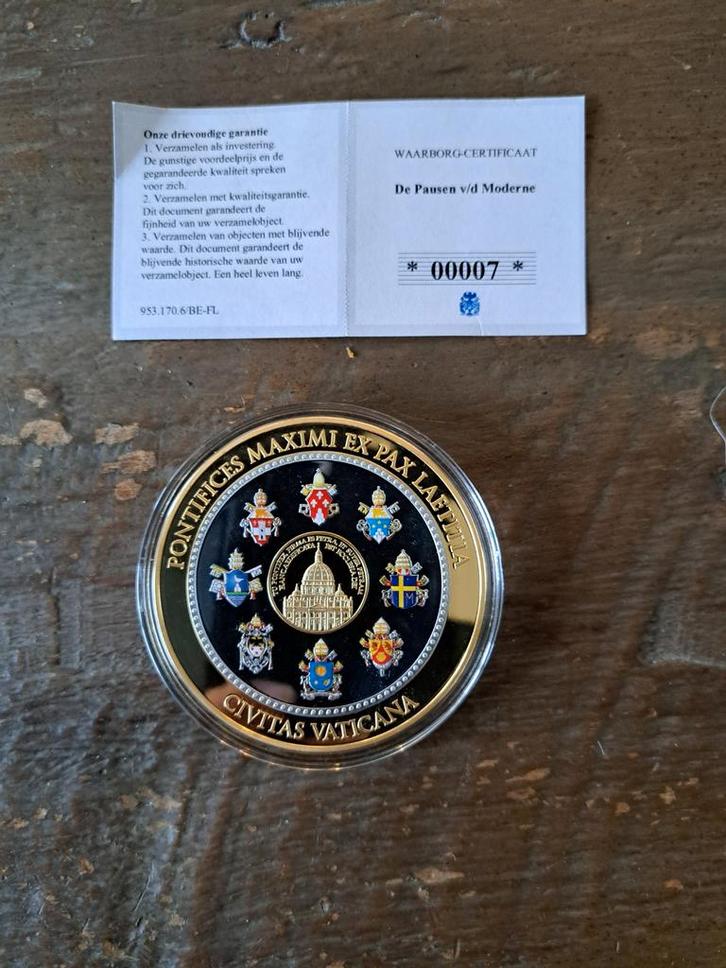 Onze drievoudige garantie
1. Verzamelen als investering.
De gunstige voordeelprijs en de
gegarandeerde kwaliteit spreken
voor zich.
2. Verzamelen met kwaliteitsgarantie.
Dit document garandeert de
fijnheid van uw verzamelobject.
3. Verzamelen van objecten met blijvende
waarde. Dit document garandeert de
blijvende historische waarde van uw
verzamelobject. Een heel leven lang.
953.170.6/BE-FL
WAARBORG-CERTIFICAAT
De Pausen v/d Moderne
* 00007 *
PONTIFICES MAXIMI EX PAX LAETITIA
CIVITAS VATICANA